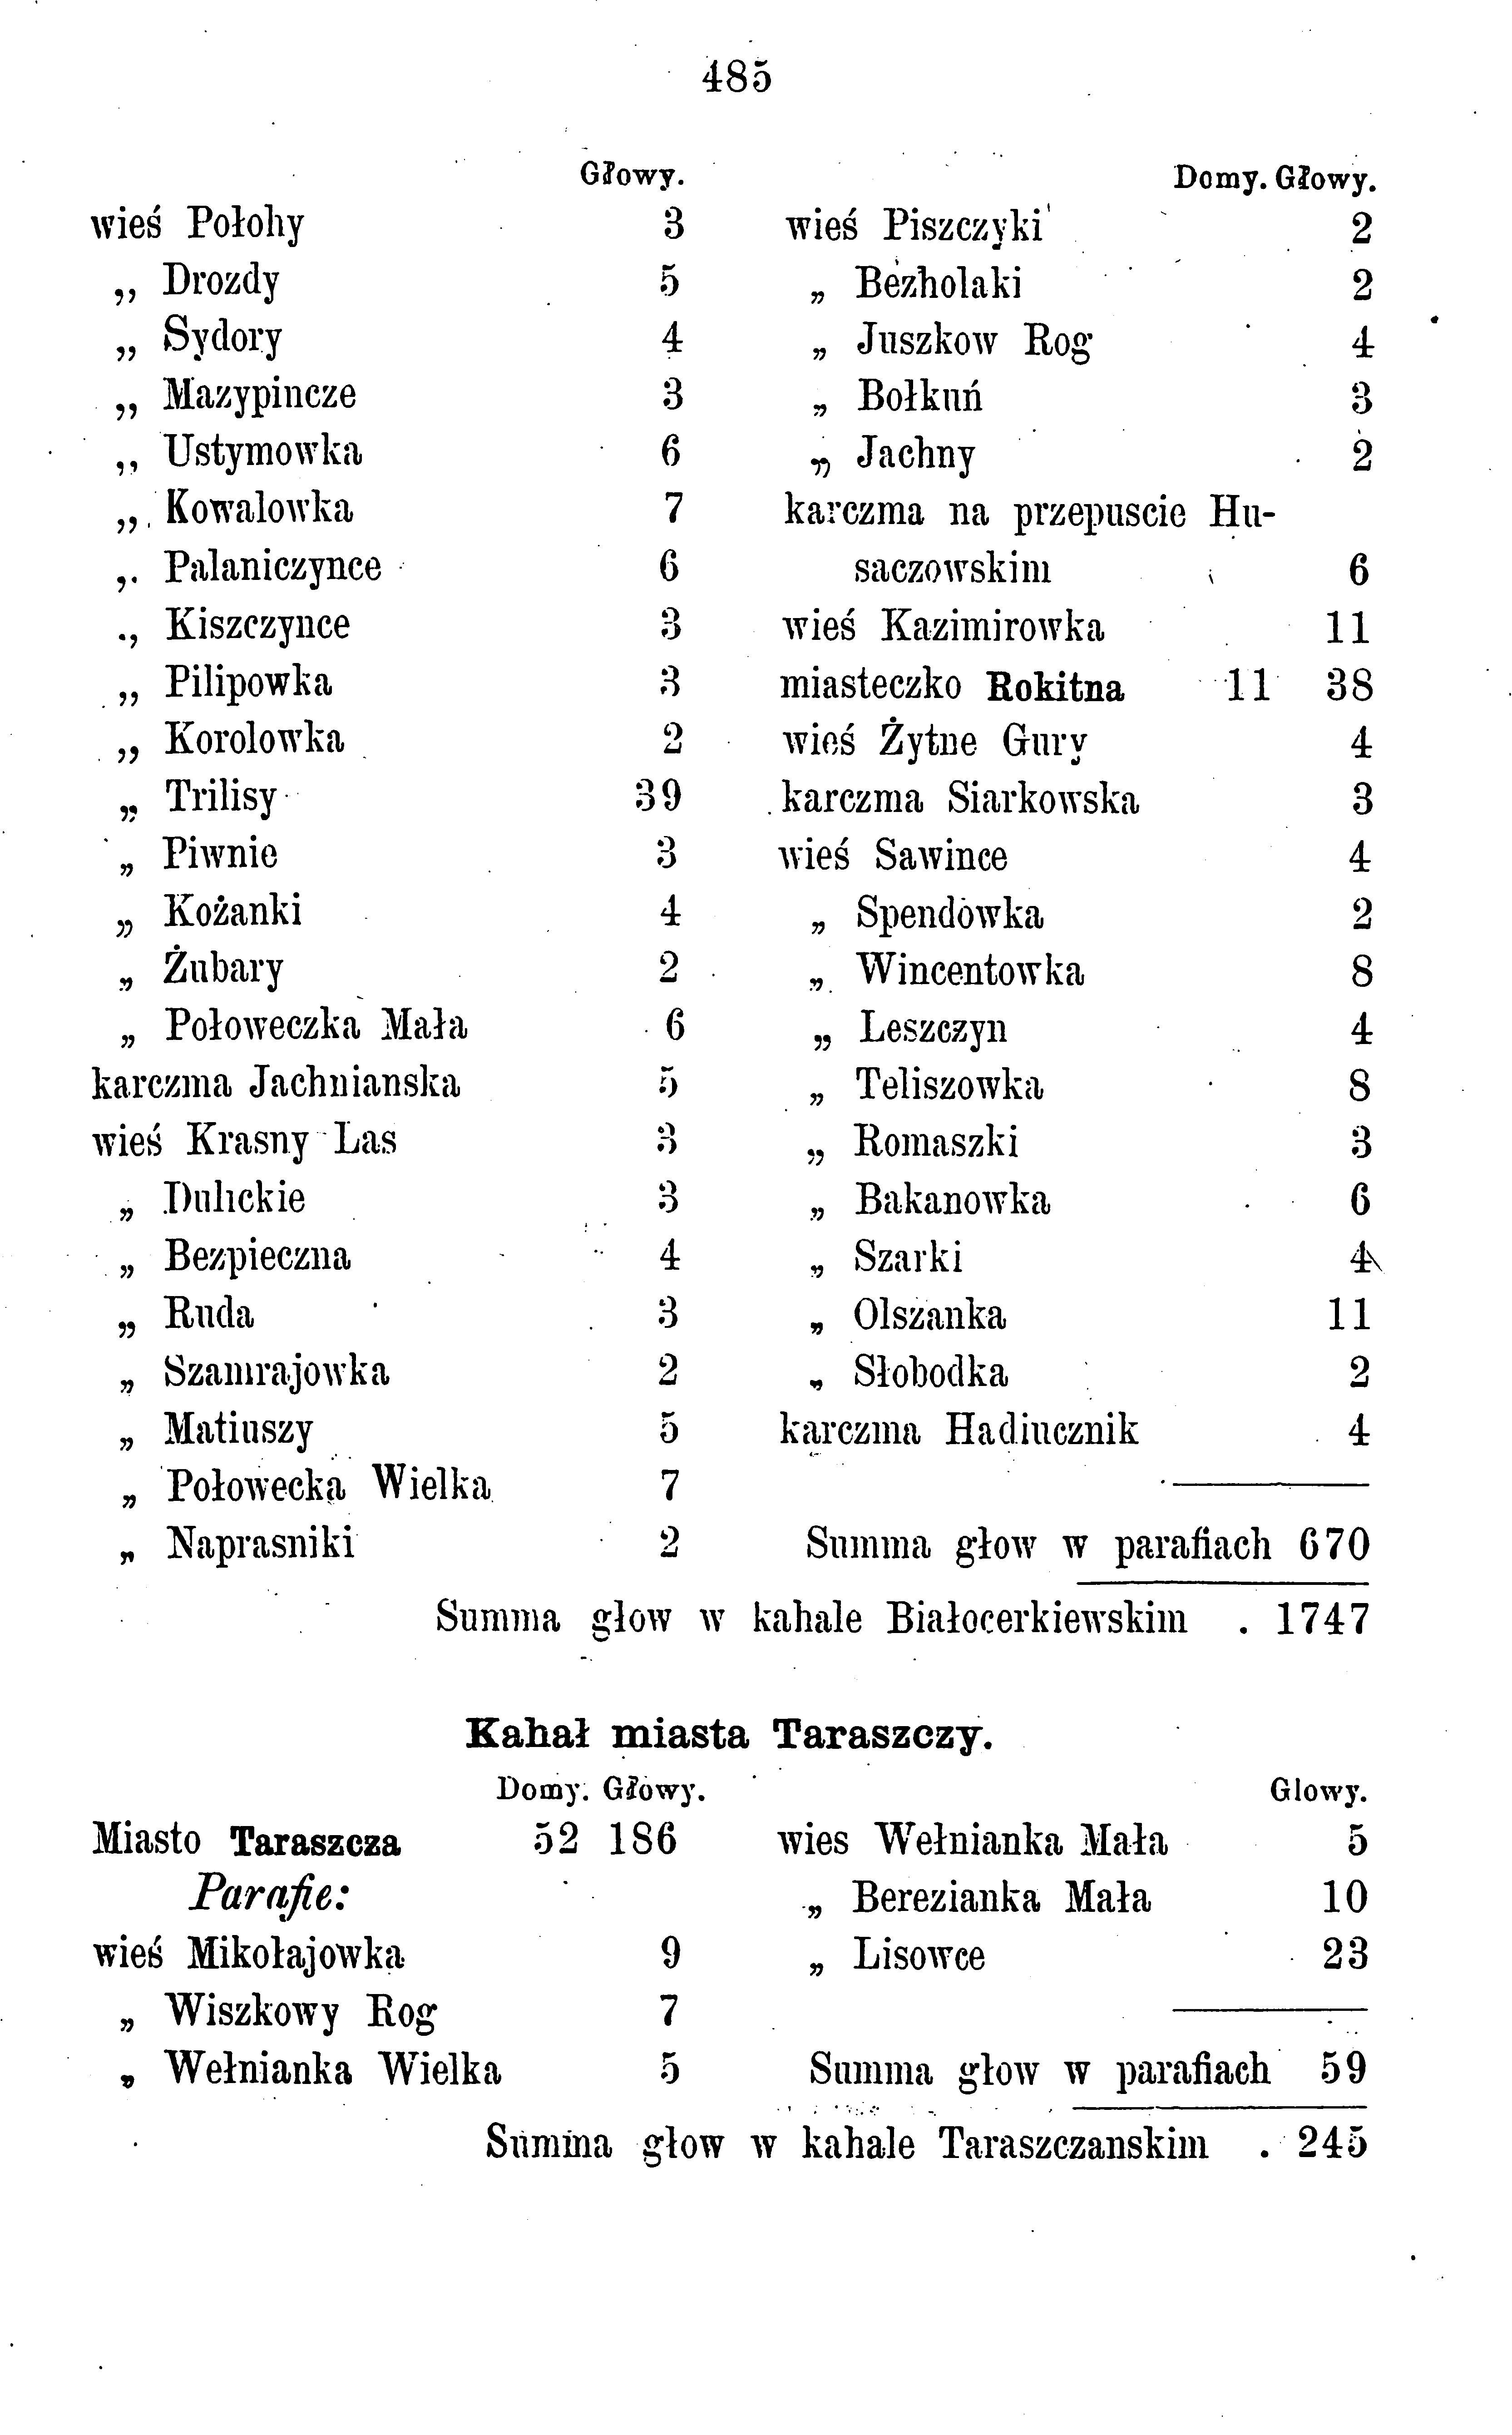 485
Głowy.
wieś Połohy 3
,, Drozdy 5
,, Sydory 4
,, Mazypincze 3
,, Ustymowka 6
,, Kowalowka 7
,, Palaniczynce 6
,, Kiszczynce 3
,, Pilipowka 3
,, Korolowka 2
„ Trilisy 39
„ Piwnie 3
„ Kożanki 4
„ Żubary 2
„ Połoweczka Mała 6
karczma Jachnianska 5
wieś Krasny Las 3
„ Dulickie 3
„ Bezpieczna 4
„ Ruda 3
„ Szamrajowka 2
„ Matiuszy 5
„ Połowecka Wielka 7
„ Naprasniki 2
Domy. Głowy.
wieś Piszczyki 2
„ Bezholaki 2
„ Juszkow Rog 4
„ Bołkuń 3
„ Jachny 2
karczma na przepuscie Hu-
saczowskim 6
wieś Kazimirowka 11
miasteczko Rokitna 11 38
wieś Żytne Gury 4
karczma Siarkowska 3
wieś Sawince 4
„ Spendowka 2
„ Wincentowka 8
„ Leszczyn 4
„ Teliszowka 8
„ Romaszki 3
„ Bakanowka 6
„ Szarki 4
„ Olszanka 11
„ Słobodka 2
karczma Hadiucznik 4
Summa głow w parafiach 670
Summa głow w kahale Białocerkiewskim . 1747
Kahał miasta Taraszczy.
Domy. Głowy.
Miasto Taraszcza 52 186
Parafie:
wieś Mikołajowka 9
„ Wiszkowy Rog 7
„ Wełnianka Wielka 5
Glowy.
wies Wełnianka Mała 5
„ Berezianka Mała 10
„ Lisowce 23
Summa głow w parafiach 59
Summa głow w kahale Taraszczanskim . 245